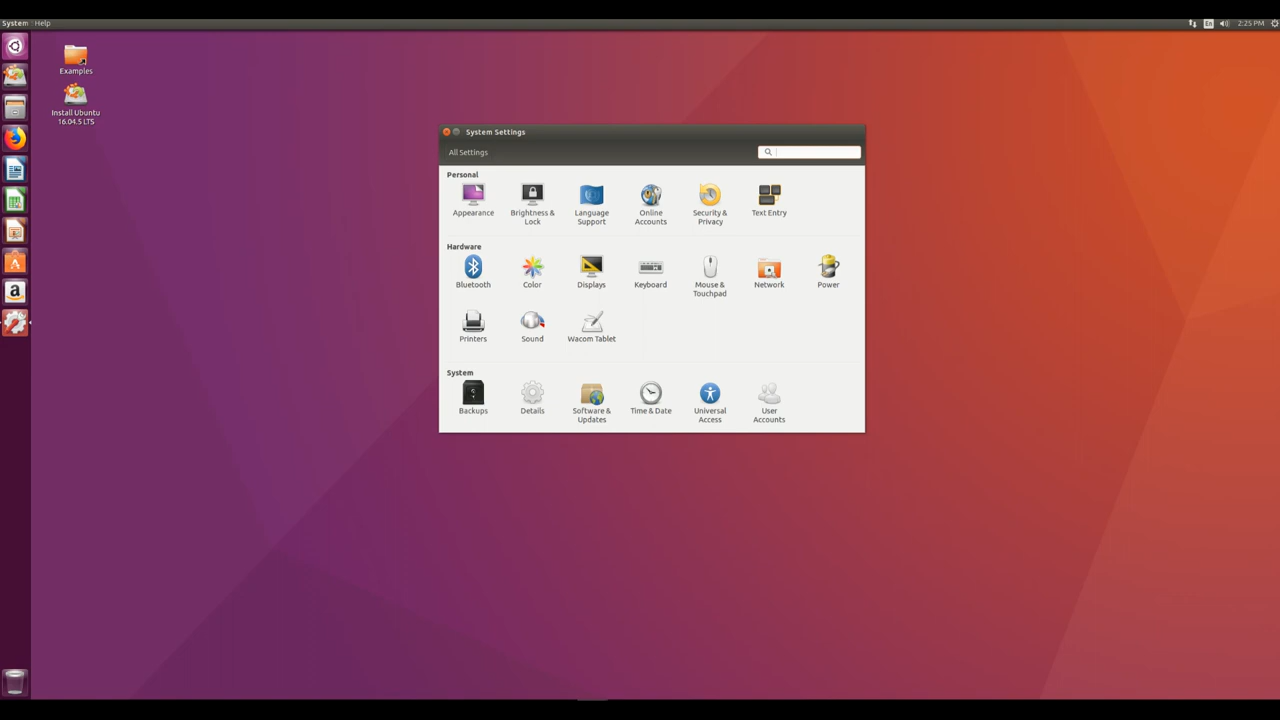 System Help
En 2:25 PM
Examples
Install Ubuntu
16.04.5 LTS
System Settings
All Settings
Personal
Appearance
Brightness &
Lock
Language
Support
Online
Accounts
Security &
Privacy
Text Entry
Hardware
Bluetooth
Color
Displays
Keyboard
Mouse &
Touchpad
Network
Power
Printers
Sound
Wacom Tablet
System
Backups
Details
Software &
Updates
Time & Date
Universal
Access
User
Accounts